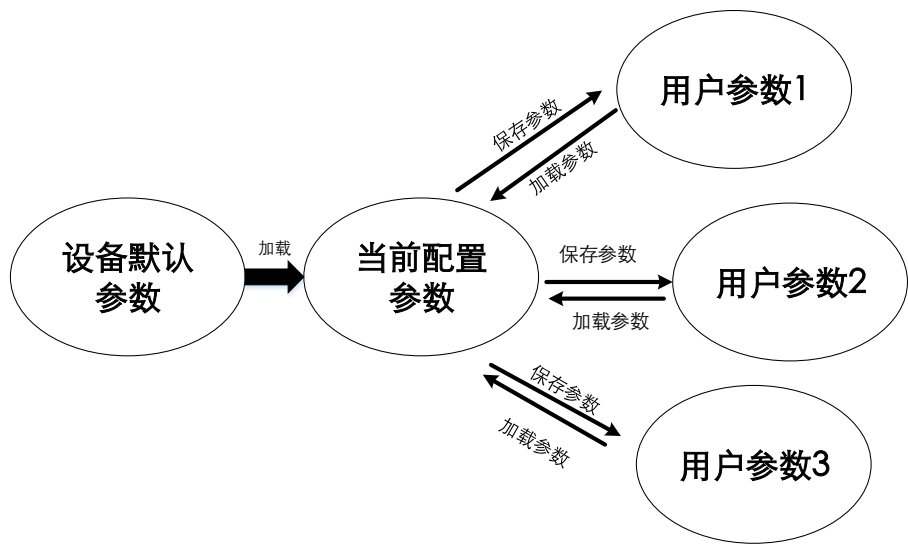 设备默认
参数
加载
当前配置
参数
保存参数
加载参数
用户参数1
保存参数
加载参数
用户参数2
保存参数
加载参数
用户参数3